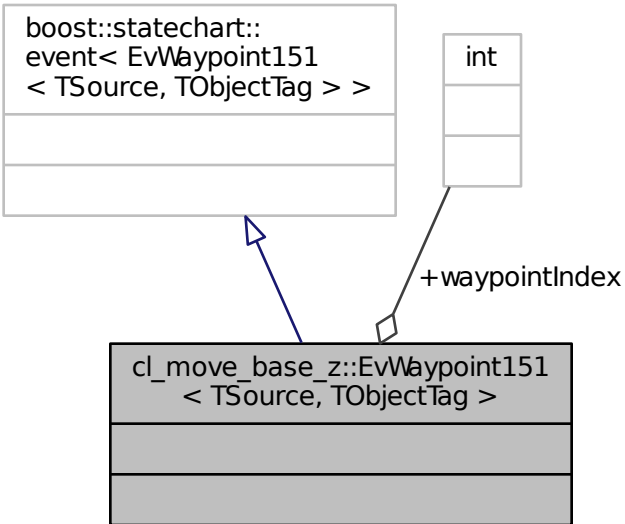 boost::statechart::
event< EvWaypoint151
< TSource, TObjectTag > >
int
+waypointIndex
cl_move_base_z::EvWaypoint151
< TSource, TObjectTag >